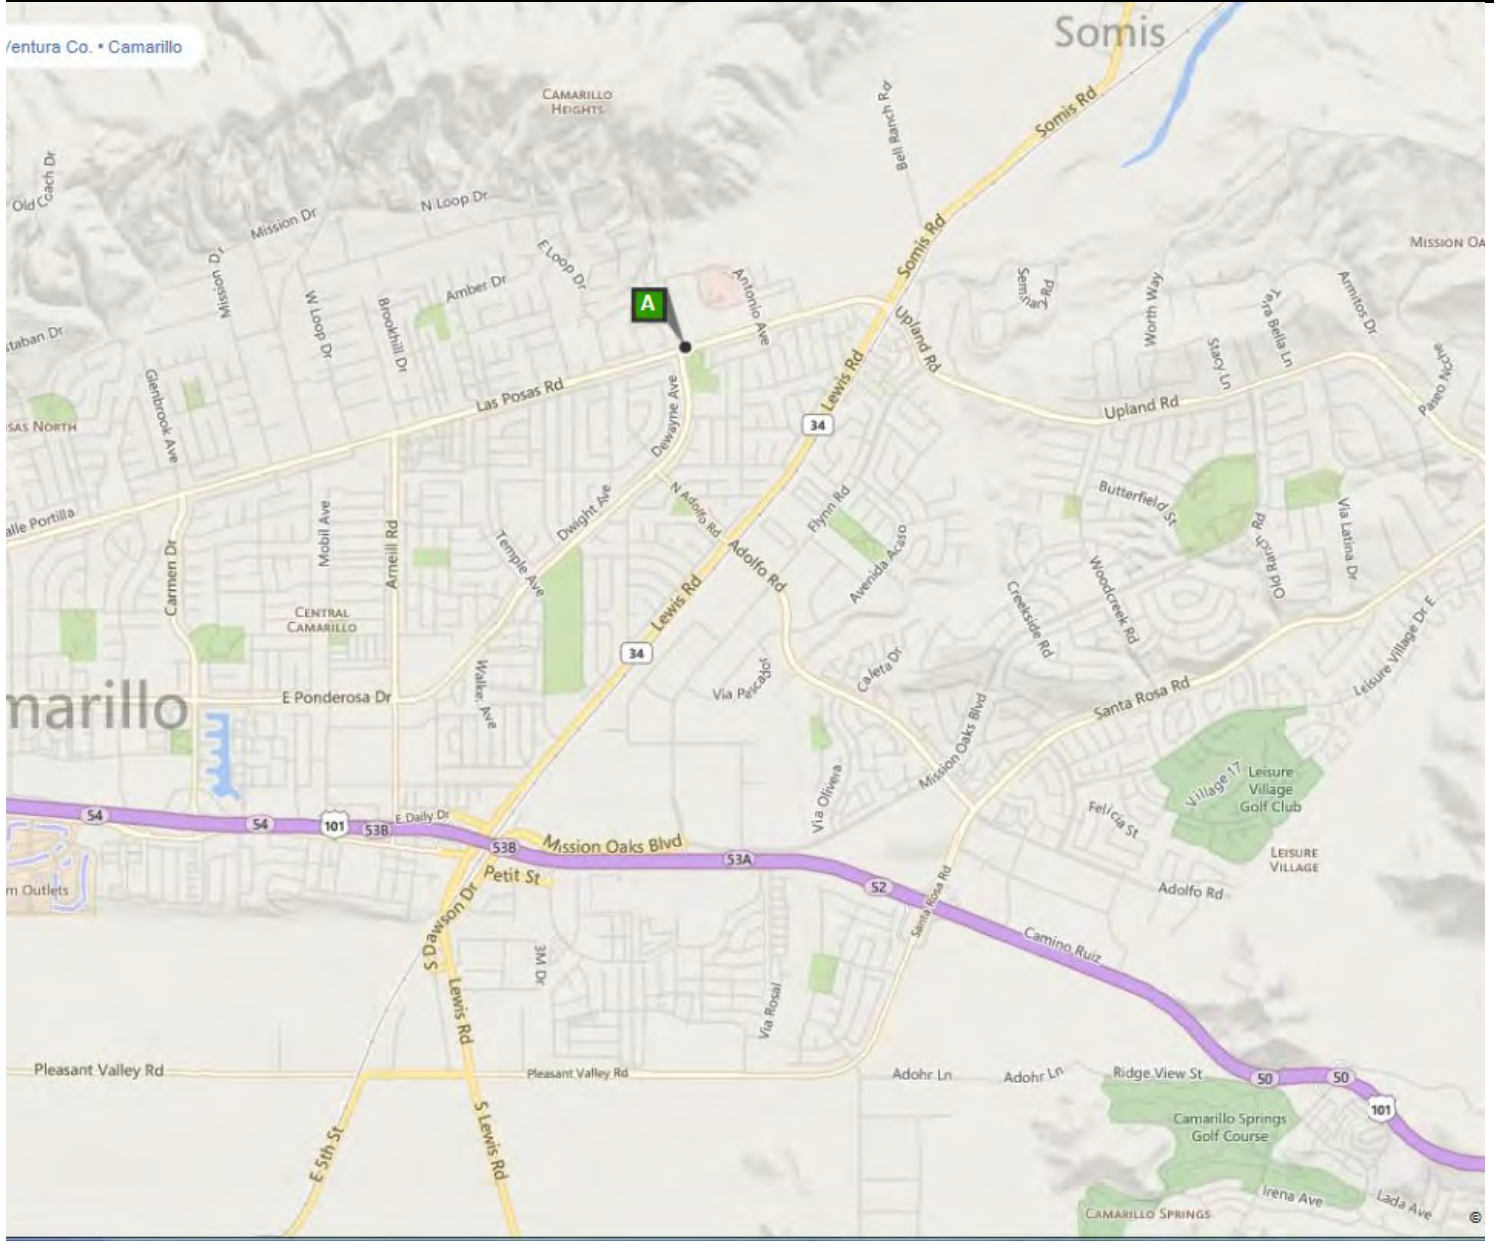 Somis
Ventura Co. • Camarillo
CAMARILLO
HEIGHTS
Bell Ranch Rd
Somis Rd
Old Coach Dr
N Loop Dr
Mission Dr
Somis Rd
MISSION OA
Mission Dr
E Loop Dr
Amber Dr
Antonio Ave
Seminary Rd
Worth Way
Terra Bella Ln
Armitos Dr
A
W Loop Dr
Brookhill Dr
staban Dr
Upland Rd
Stacy Ln
Paseo Noche
Glenbrook Ave
Las Posas Rd
Dewayne Ave
Lewis Rd
Upland Rd
SAS NORTH
34
Butterfield St
N Adolfo Rd
Flynn Rd
Dwight Ave
alle Portilla
Mobil Ave
Arneill Rd
Temple Ave
Carmen Dr
Adolfo Rd
Avenida Acaso
Old Ranch Rd
Via Latina Dr
Woodcreek Rd
Creekside Rd
Lewis Rd
CENTRAL
CAMARILLO
34
Leisure Village Dr E
Via Pescados
Caleta Dr
Walker Ave
E Ponderosa Dr
marillo
Santa Rosa Rd
Mission Oaks Blvd
Via Olivera
Village 17
Leisure
Village
Golf Club
Felicia St
54
54
101
53B
E Daily Dr
53B
Mission Oaks Blvd
53A
LEISURE
VILLAGE
Petit St
52
m Outlets
Adolfo Rd
Santa Rosa Rd
S Dawson Dr
Camino Ruiz
3M Dr
Lewis Rd
Via Rosal
Pleasant Valley Rd
Pleasant Valley Rd
Adohr Ln
Adohr Ln
Ridge View St
50
50
101
Camarillo Springs
Golf Course
E 5th St
S Lewis Rd
Irena Ave
Lada Ave
CAMARILLO SPRINGS
©